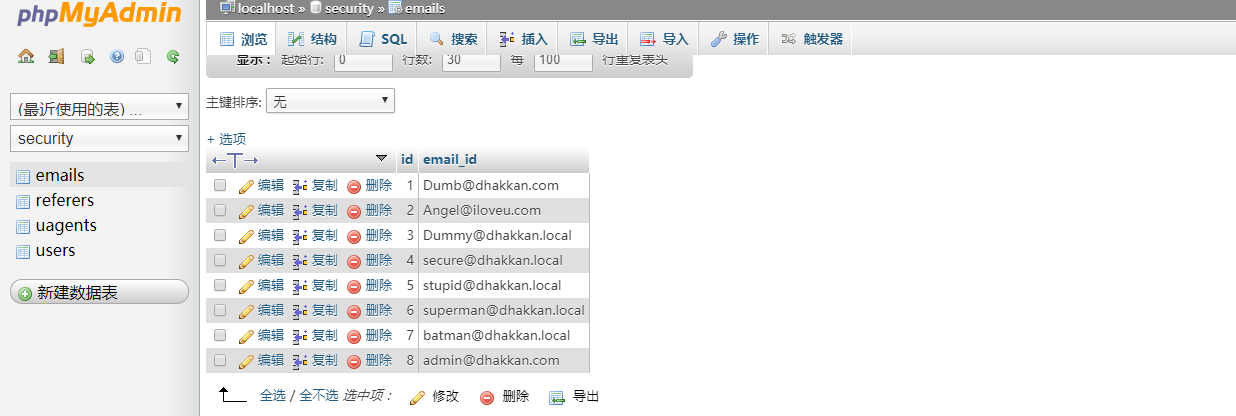 phpMyAdmin
(最近使用的表) ...
security
emails
referers
uagents
users
新建数据表
localhost » security » emails
浏览 结构 SQL 搜索 插入 导出 导入 操作 触发器
显示： 起始行: 0 行数: 30 每 100 行重复表头
主键排序: 无
+ 选项
←T→ id email_id
编辑 复制 删除 1 Dumb@dhakkan.com
编辑 复制 删除 2 Angel@iloveu.com
编辑 复制 删除 3 Dummy@dhakkan.local
编辑 复制 删除 4 secure@dhakkan.local
编辑 复制 删除 5 stupid@dhakkan.local
编辑 复制 删除 6 superman@dhakkan.local
编辑 复制 删除 7 batman@dhakkan.local
编辑 复制 删除 8 admin@dhakkan.com
全选 / 全不选 选中项： 修改 删除 导出